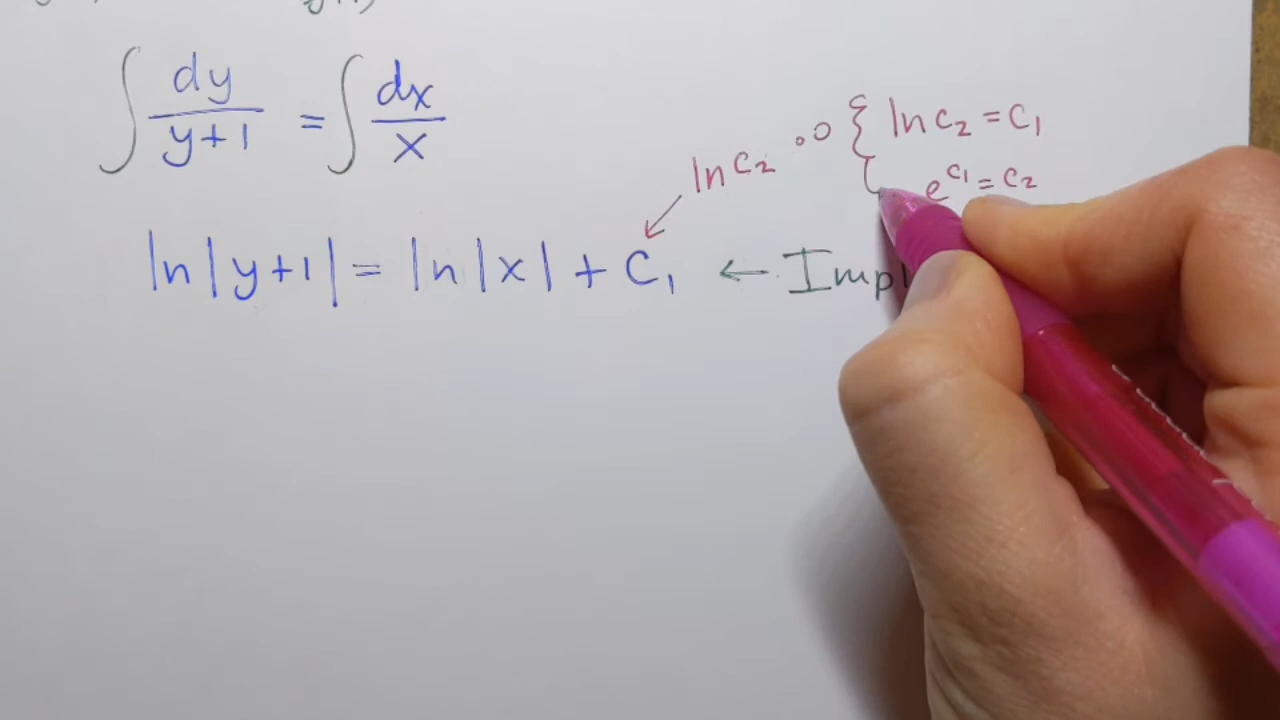 ∫ dy/(y+1) = ∫ dx/x
ln c₂ ∘∘ { ln c₂ = c₁
e^(c₁) = c₂
ln|y+1| = ln|x| + C₁ ← Impl